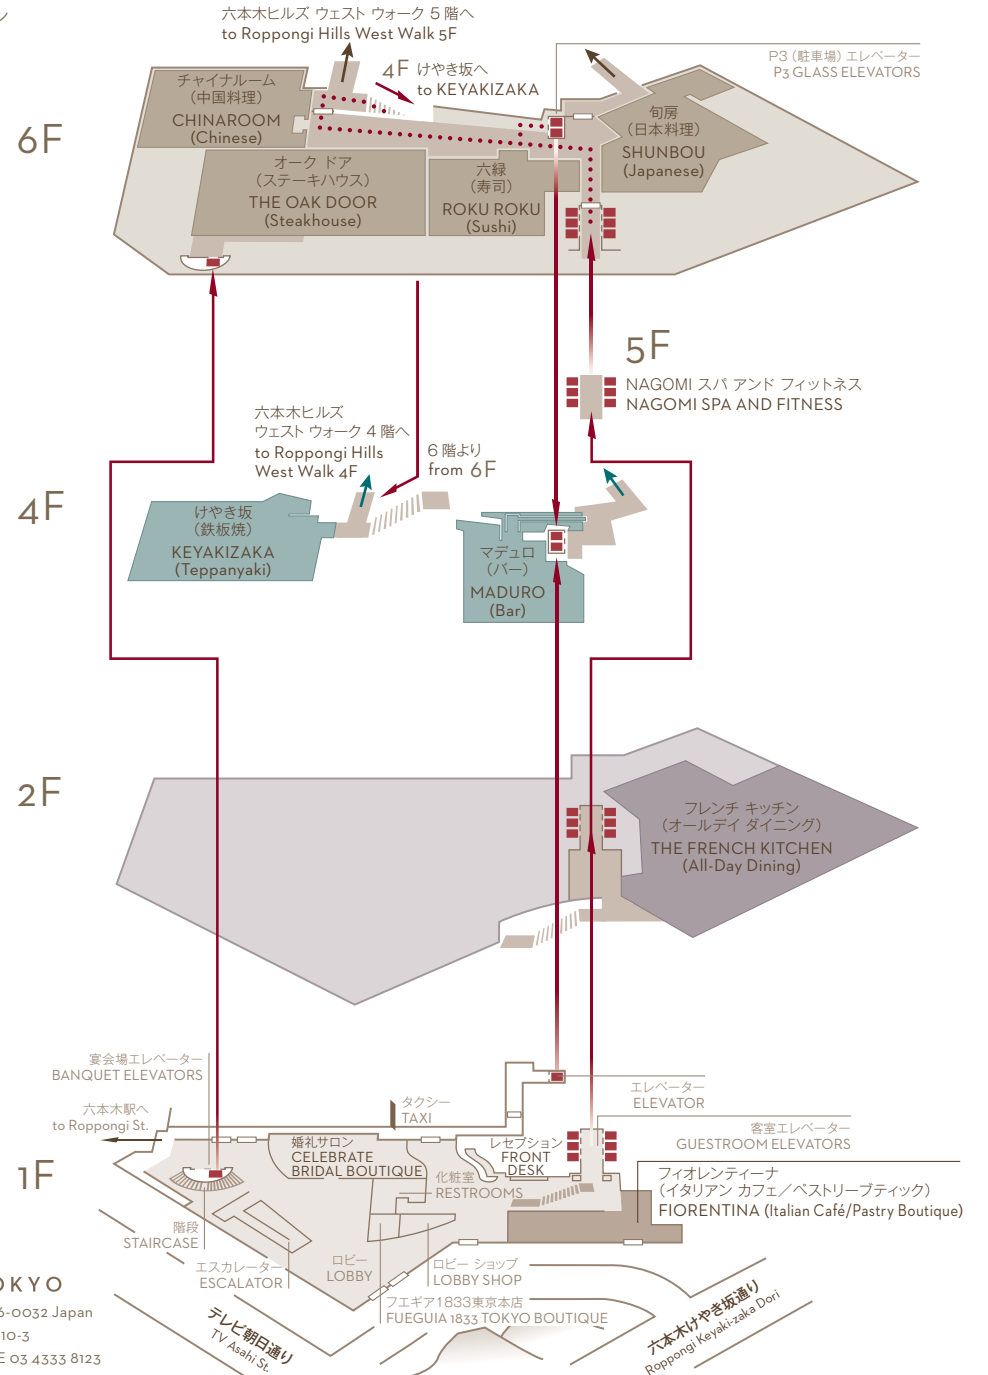 六本木ヒルズ ウェスト ウォーク 5 階へ
to Roppongi Hills West Walk 5F
4F けやき坂へ
to KEYAKIZAKA
P3 (駐車場) エレベーター
P3 GLASS ELEVATORS
6F
チャイナルーム
(中国料理)
CHINAROOM
(Chinese)
オーク ドア
(ステーキハウス)
THE OAK DOOR
(Steakhouse)
六緑
(寿司)
ROKU ROKU
(Sushi)
旬房
(日本料理)
SHUNBOU
(Japanese)
5F
NAGOMI スパ アンド フィットネス
NAGOMI SPA AND FITNESS
六本木ヒルズ
ウェスト ウォーク 4 階へ
to Roppongi Hills
West Walk 4F
6 階より
from 6F
4F
けやき坂
(鉄板焼)
KEYAKIZAKA
(Teppanyaki)
マデュロ
(バー)
MADURO
(Bar)
2F
フレンチ キッチン
(オールデイ ダイニング)
THE FRENCH KITCHEN
(All-Day Dining)
宴会場エレベーター
BANQUET ELEVATORS
六本木駅へ
to Roppongi St.
タクシー
TAXI
エレベーター
ELEVATOR
客室エレベーター
GUESTROOM ELEVATORS
1F
婚礼サロン
CELEBRATE
BRIDAL BOUTIQUE
レセプション
FRONT
DESK
化粧室
RESTROOMS
フィオレンティーナ
(イタリアン カフェ／ペストリーブティック)
FIORENTINA (Italian Café/Pastry Boutique)
階段
STAIRCASE
エスカレーター
ESCALATOR
ロビー
LOBBY
ロビー ショップ
LOBBY SHOP
フエギア1833東京本店
FUEGUIA 1833 TOKYO BOUTIQUE
テレビ朝日通り
TV Asahi St.
六本木けやき坂通り
Roppongi Keyaki-zaka Dori
OKYO
6-0032 Japan
10-3
E 03 4333 8123